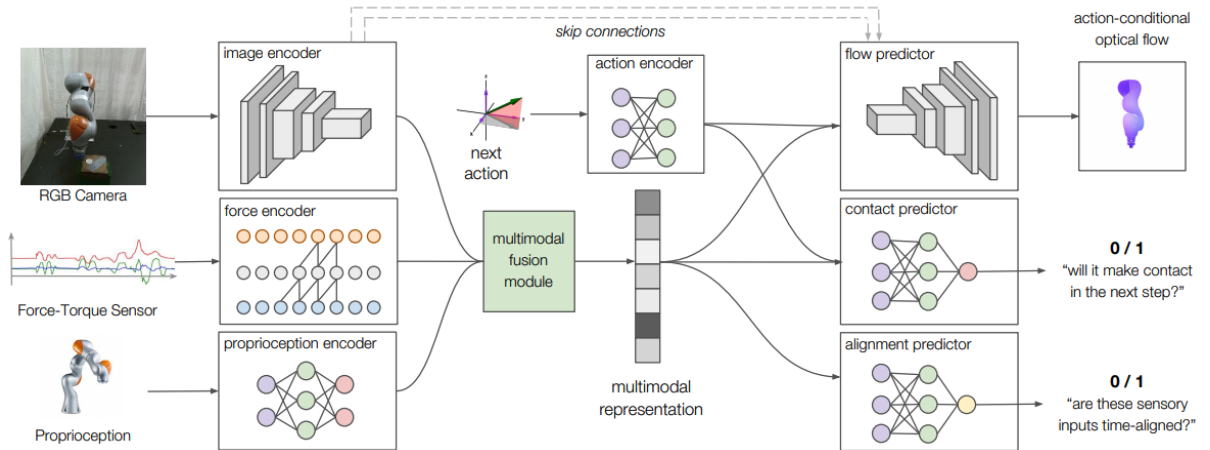 image encoder
skip connections
action encoder
flow predictor
action-conditional
optical flow
RGB Camera
next
action
force encoder
multimodal
fusion
module
contact predictor
0 / 1
“will it make contact
in the next step?”
Force-Torque Sensor
proprioception encoder
multimodal
representation
alignment predictor
0 / 1
“are these sensory
inputs time-aligned?”
Proprioception